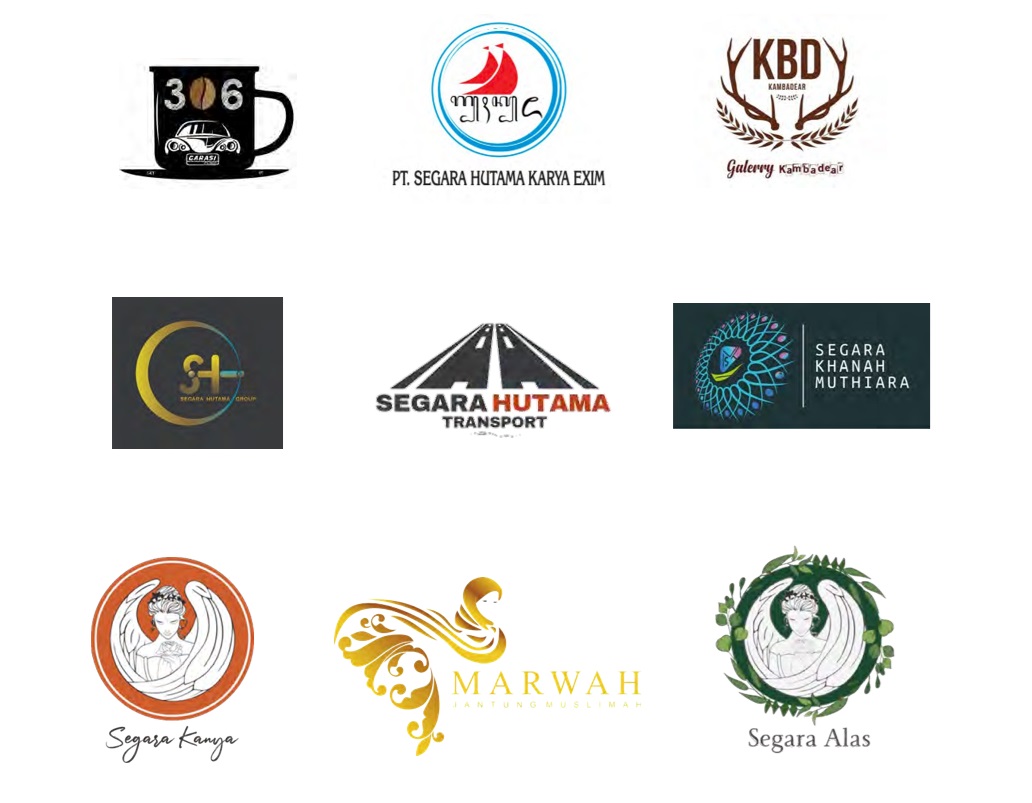 306
GARASI
PT. SEGARA HUTAMA KARYA EXIM
KBD
KAMBADEAR
Galerry Kambadear
SH
SEGARA HUTAMA GROUP
SEGARA HUTAMA
TRANSPORT
SEGARA
KHANAH
MUTHIARA
Segara Kanya
MARWAH
JANTUNG MUSLIMAH
Segara Alas